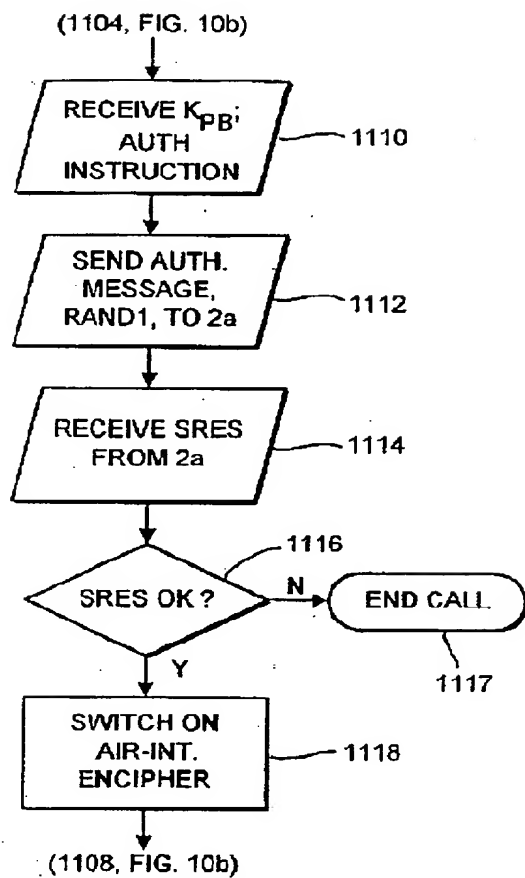 (1104, FIG. 10b)
RECEIVE KPB;
AUTH
INSTRUCTION
1110
SEND AUTH.
MESSAGE,
RAND1, TO 2a
1112
RECEIVE SRES
FROM 2a
1114
1116
SRES OK?
N
END CALL
1117
Y
SWITCH ON
AIR-INT.
ENCIPHER
1118
(1108, FIG. 10b)